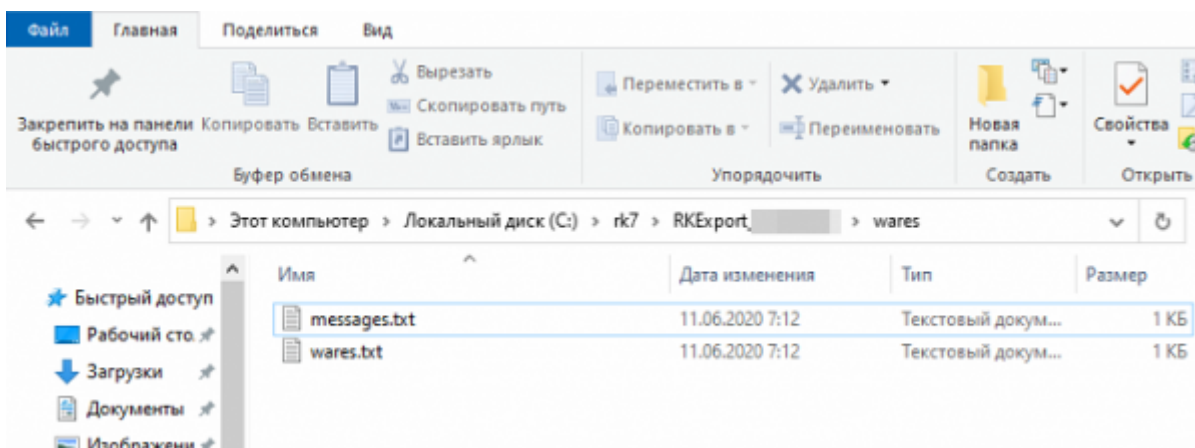 Файл Главная Поделиться Вид
Закрепить на панели быстрого доступа
Копировать
Вставить
Вырезать
Скопировать путь
Вставить ярлык
Переместить в
Копировать в
Удалить
Переименовать
Новая папка
Свойства
Буфер обмена
Упорядочить
Создать
Открыть
Этот компьютер > Локальный диск (C:) > rk7 > RKExport_ > wares
Имя Дата изменения Тип Размер
Быстрый доступ
Рабочий сто
Загрузки
Документы
Изображени
messages.txt 11.06.2020 7:12 Текстовый докум... 1 КБ
wares.txt 11.06.2020 7:12 Текстовый докум... 1 КБ